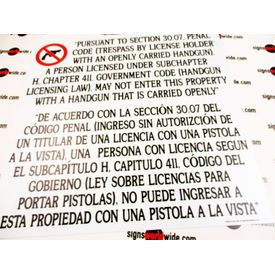 "PURSUANT TO SECTION 30.07, PENAL
CODE (TRESPASS BY LICENSE HOLDER
WITH AN OPENLY CARRIED HANDGUN)
A PERSON LICENSED UNDER SUBCHAPTER
H, CHAPTER 411, GOVERNMENT CODE (HANDGUN
LICENSING LAW), MAY NOT ENTER THIS PROPERTY
WITH A HANDGUN THAT IS CARRIED OPENLY"
"DE ACUERDO CON LA SECCIÓN 30.07 DEL
CÓDIGO PENAL (INGRESO SIN AUTORIZIÓN DE
UN TITULAR DE UNA LICENCIA CON UNA PISTOLA
A LA VISTA), UNA PERSONA CON LICENCIA SEGÚN
EL SUBCAPÍTULO H, CAPITULO 411, CÓDIGO DEL
GOBIERNO (LEY SOBRE LICENCIAS PARA
PORTAR PISTOLAS), NO PUEDE INGRESAR A
ESTA PROPIEDAD CON UNA PISTOLA A LA VISTA"
signsworldwide.com